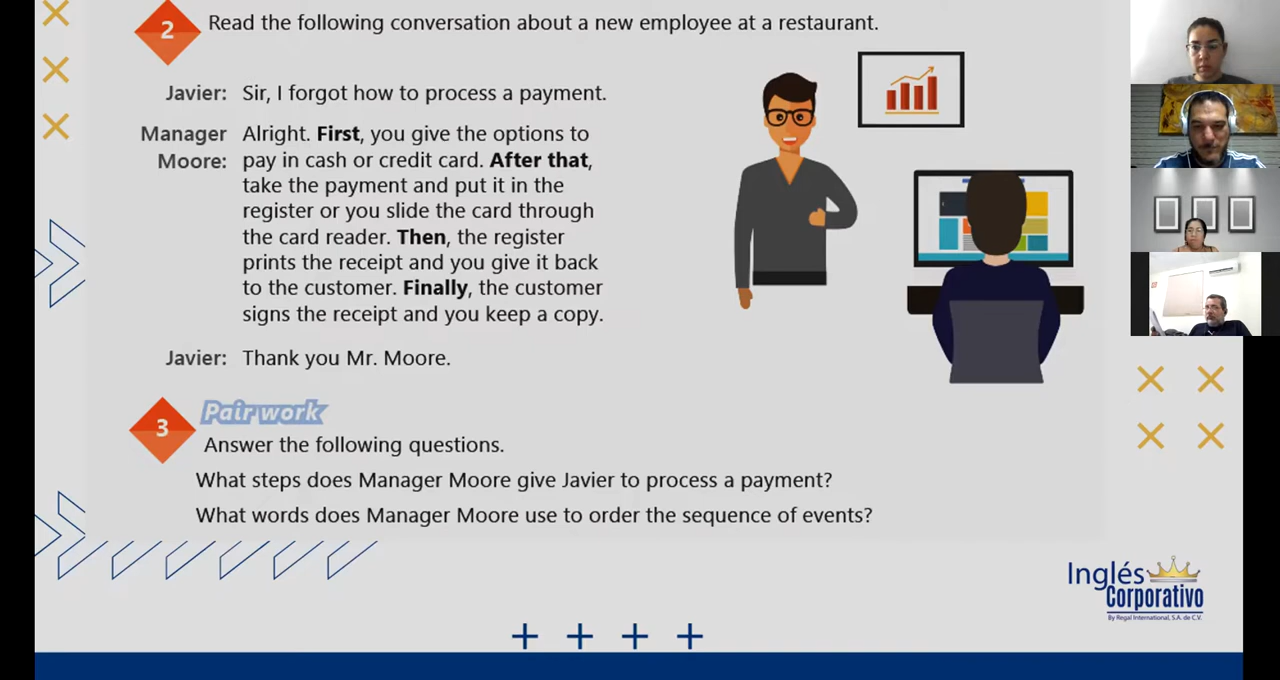 2
Read the following conversation about a new employee at a restaurant.
Javier: Sir, I forgot how to process a payment.
Manager Moore: Alright. First, you give the options to
pay in cash or credit card. After that,
take the payment and put it in the
register or you slide the card through
the card reader. Then, the register
prints the receipt and you give it back
to the customer. Finally, the customer
signs the receipt and you keep a copy.
Javier: Thank you Mr. Moore.
3
Pair work
Answer the following questions.
What steps does Manager Moore give Javier to process a payment?
What words does Manager Moore use to order the sequence of events?
Inglés
Corporativo
By Regal International, S.A. de C.V.